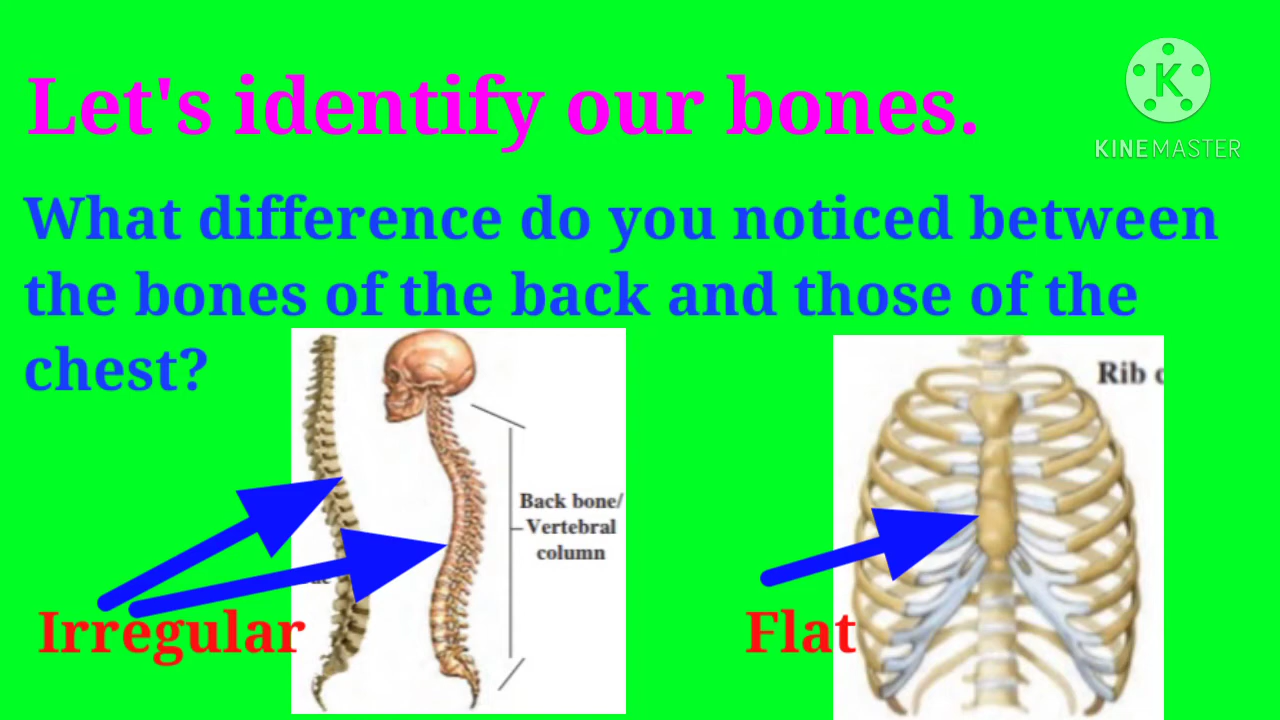 Let's identify our bones.
K
KINEMASTER
What difference do you noticed between
the bones of the back and those of the
chest?
Rib c
Back bone/
Vertebral
column
Irregular
Flat